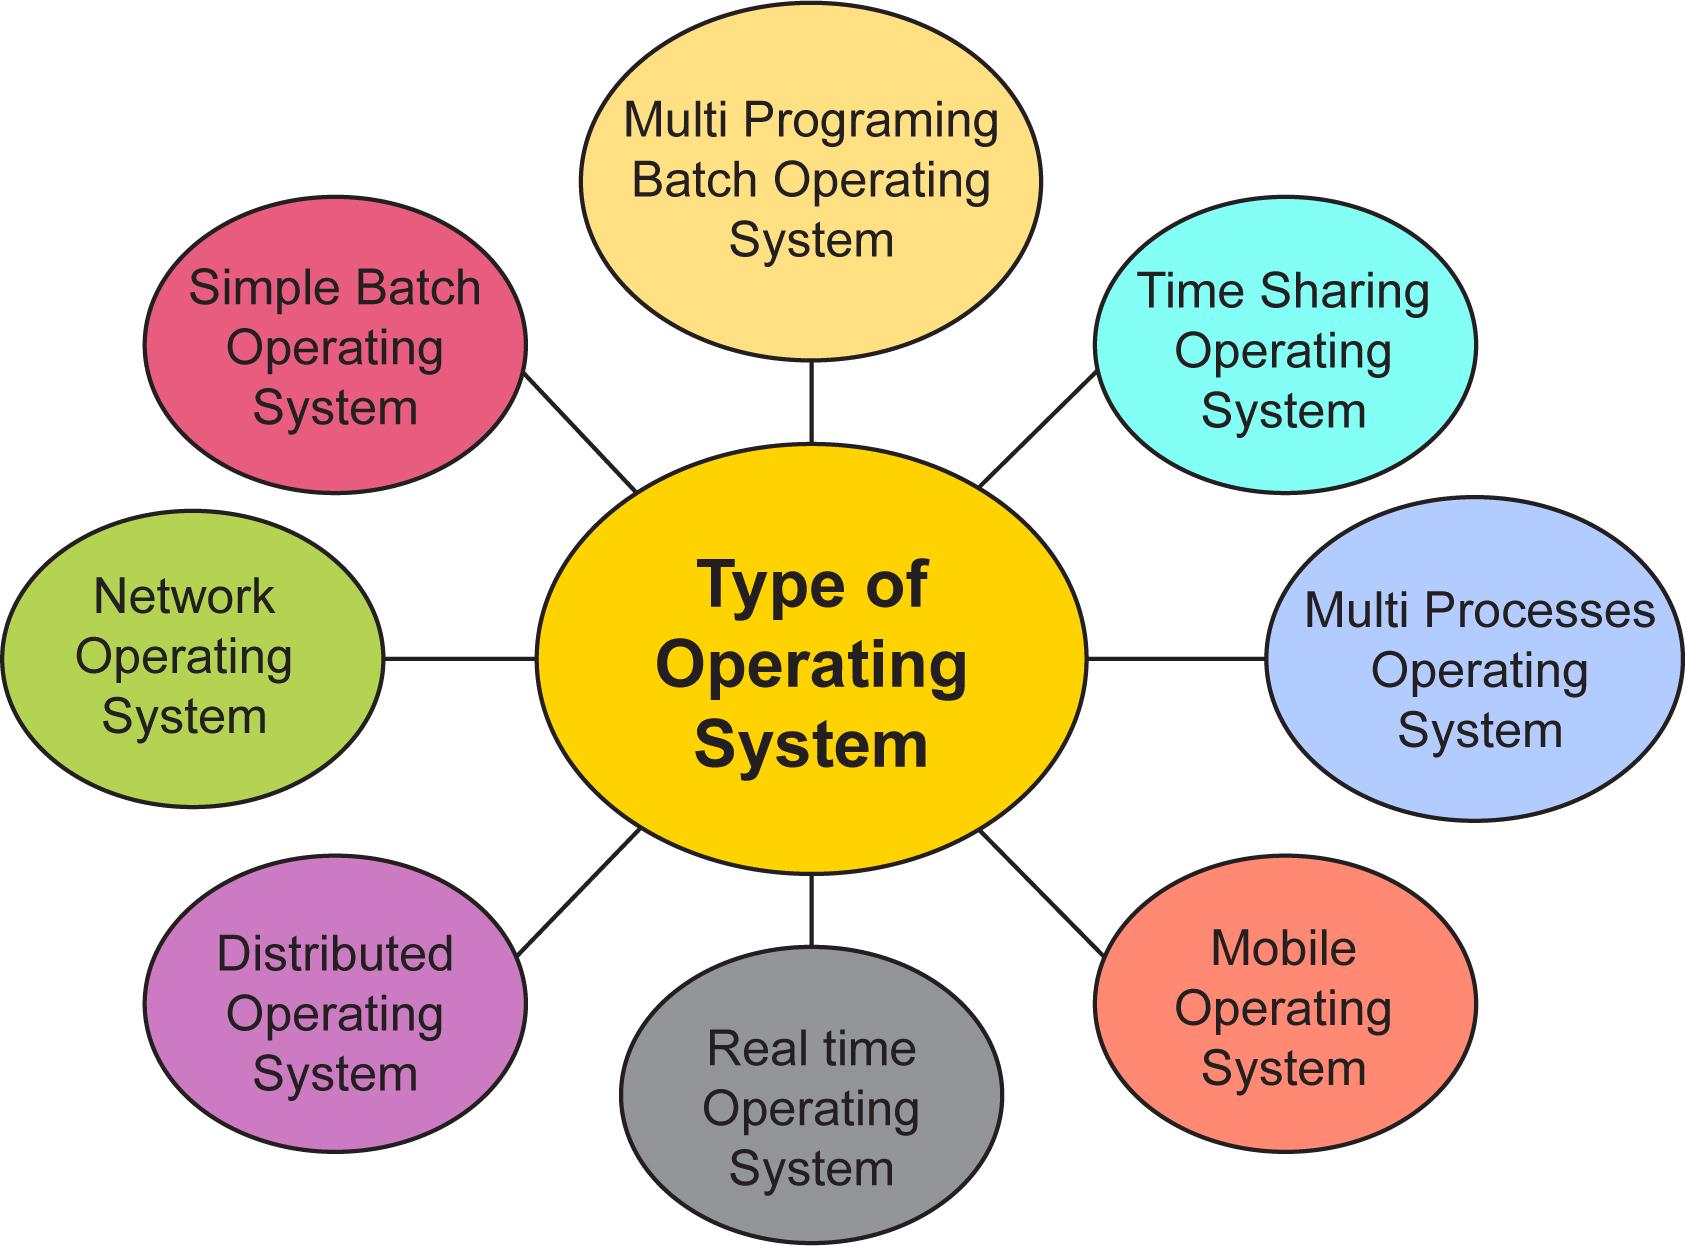 Multi Programing
Batch Operating
System
Simple Batch
Operating
System
Time Sharing
Operating
System
Network
Operating
System
Type of
Operating
System
Multi Processes
Operating
System
Distributed
Operating
System
Real time
Operating
System
Mobile
Operating
System